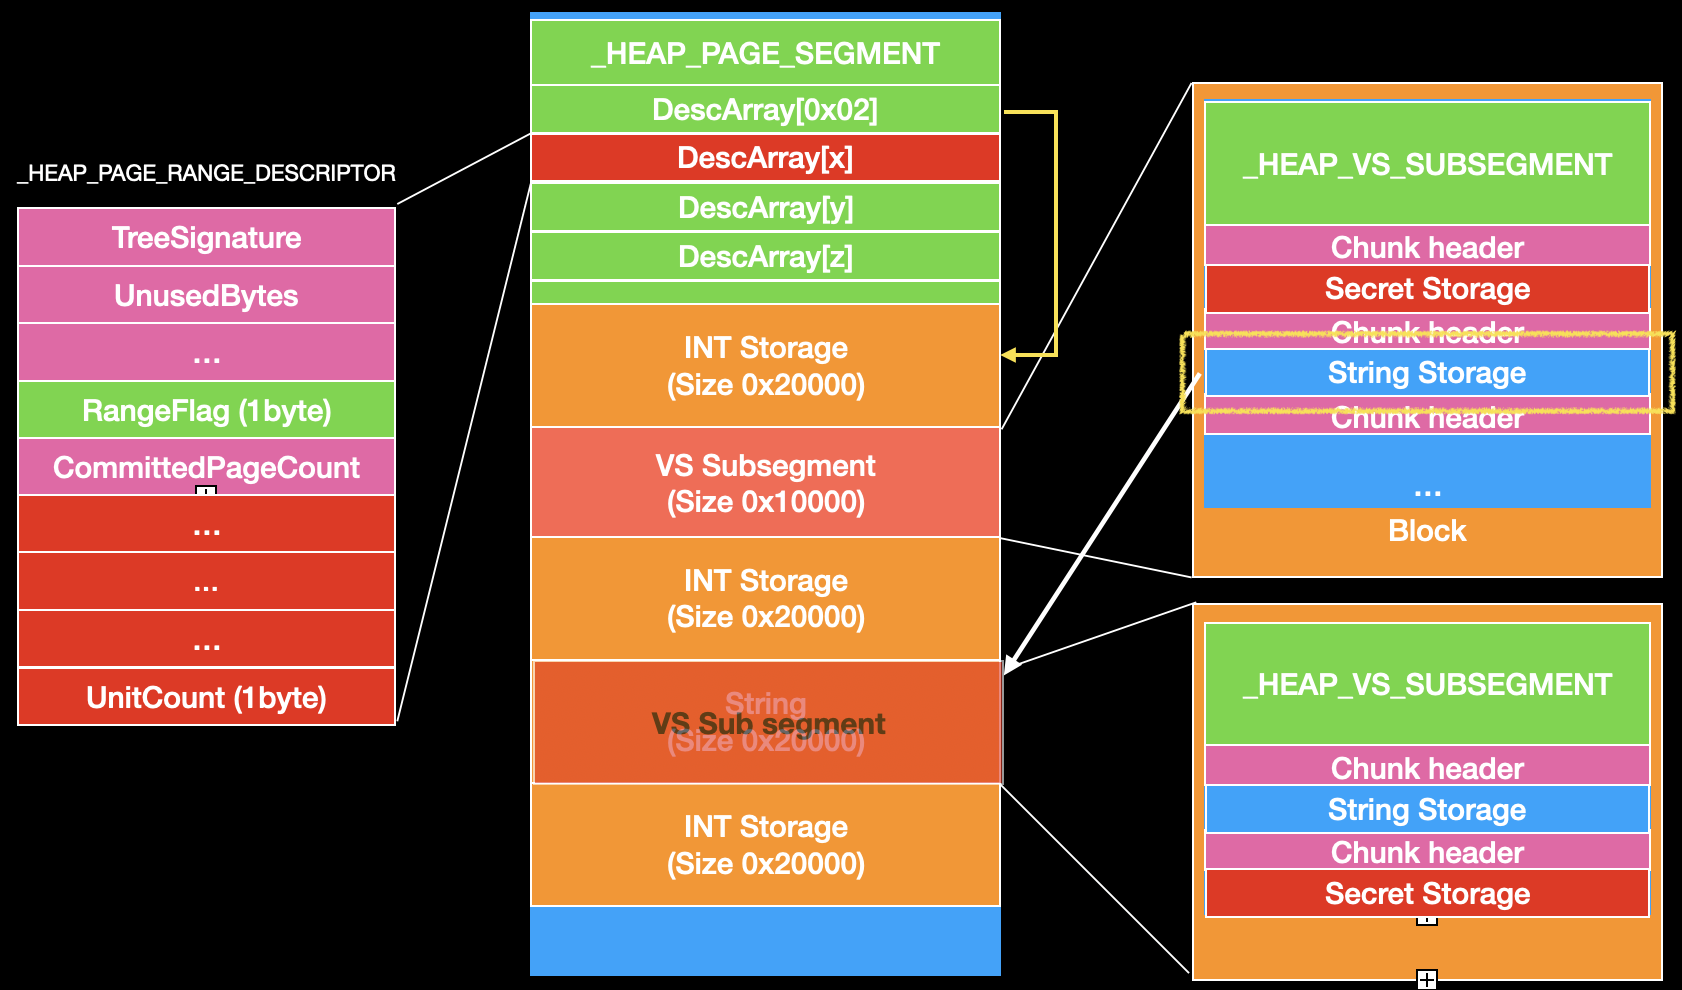 _HEAP_PAGE_RANGE_DESCRIPTOR
TreeSignature
UnusedBytes
...
RangeFlag (1byte)
CommittedPageCount
...
...
...
UnitCount (1byte)
_HEAP_PAGE_SEGMENT
DescArray[0x02]
DescArray[x]
DescArray[y]
DescArray[z]
INT Storage
(Size 0x20000)
VS Subsegment
(Size 0x10000)
INT Storage
(Size 0x20000)
String
VS Sub segment
(Size 0x20000)
INT Storage
(Size 0x20000)
_HEAP_VS_SUBSEGMENT
Chunk header
Secret Storage
Chunk header
String Storage
Chunk header
...
Block
_HEAP_VS_SUBSEGMENT
Chunk header
String Storage
Chunk header
Secret Storage